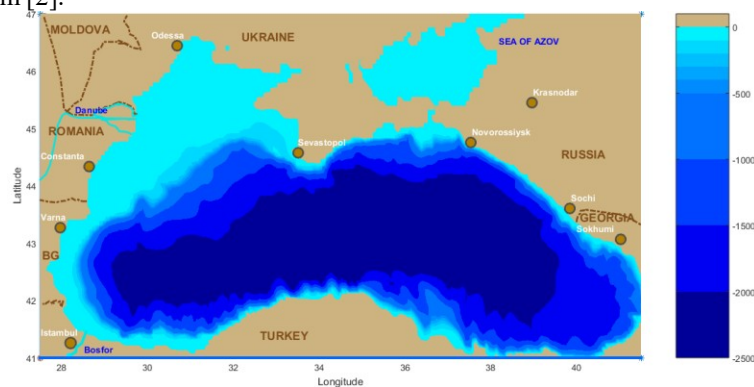 m [2].
47
MOLDOVA
Odessa
UKRAINE
SEA OF AZOV
0
46
Krasnodar
-500
Danube
45
ROMANIA
Sevastopol
Novorossiysk
Constanta
RUSSIA
-1000
Latitude
44
Sochi
Varna
GEORGIA
-1500
Sokhumi
43
BG
42
-2000
Istambul
TURKEY
Bosfor
41
-2500
28
30
32
34
36
38
40
Longitude